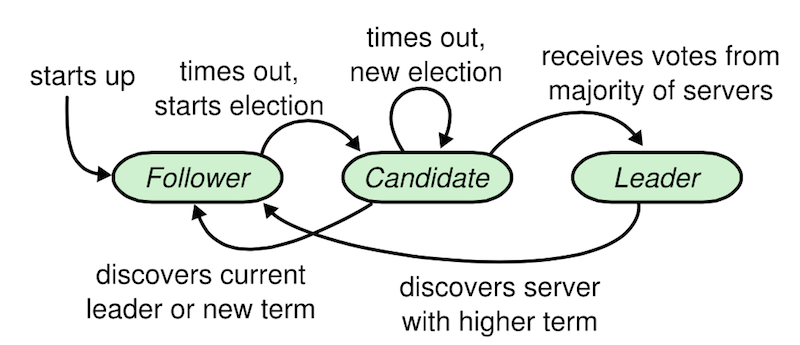 starts up
times out,
starts election
times out,
new election
receives votes from
majority of servers
Follower
Candidate
Leader
discovers current
leader or new term
discovers server
with higher term